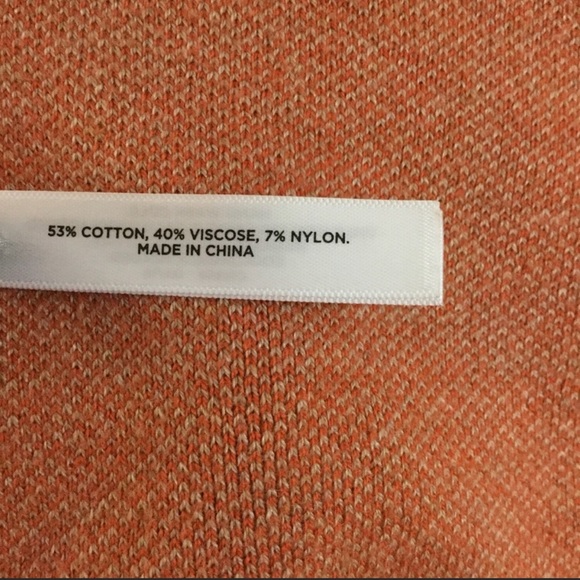 53% COTTON, 40% VISCOSE, 7% NYLON.
MADE IN CHINA